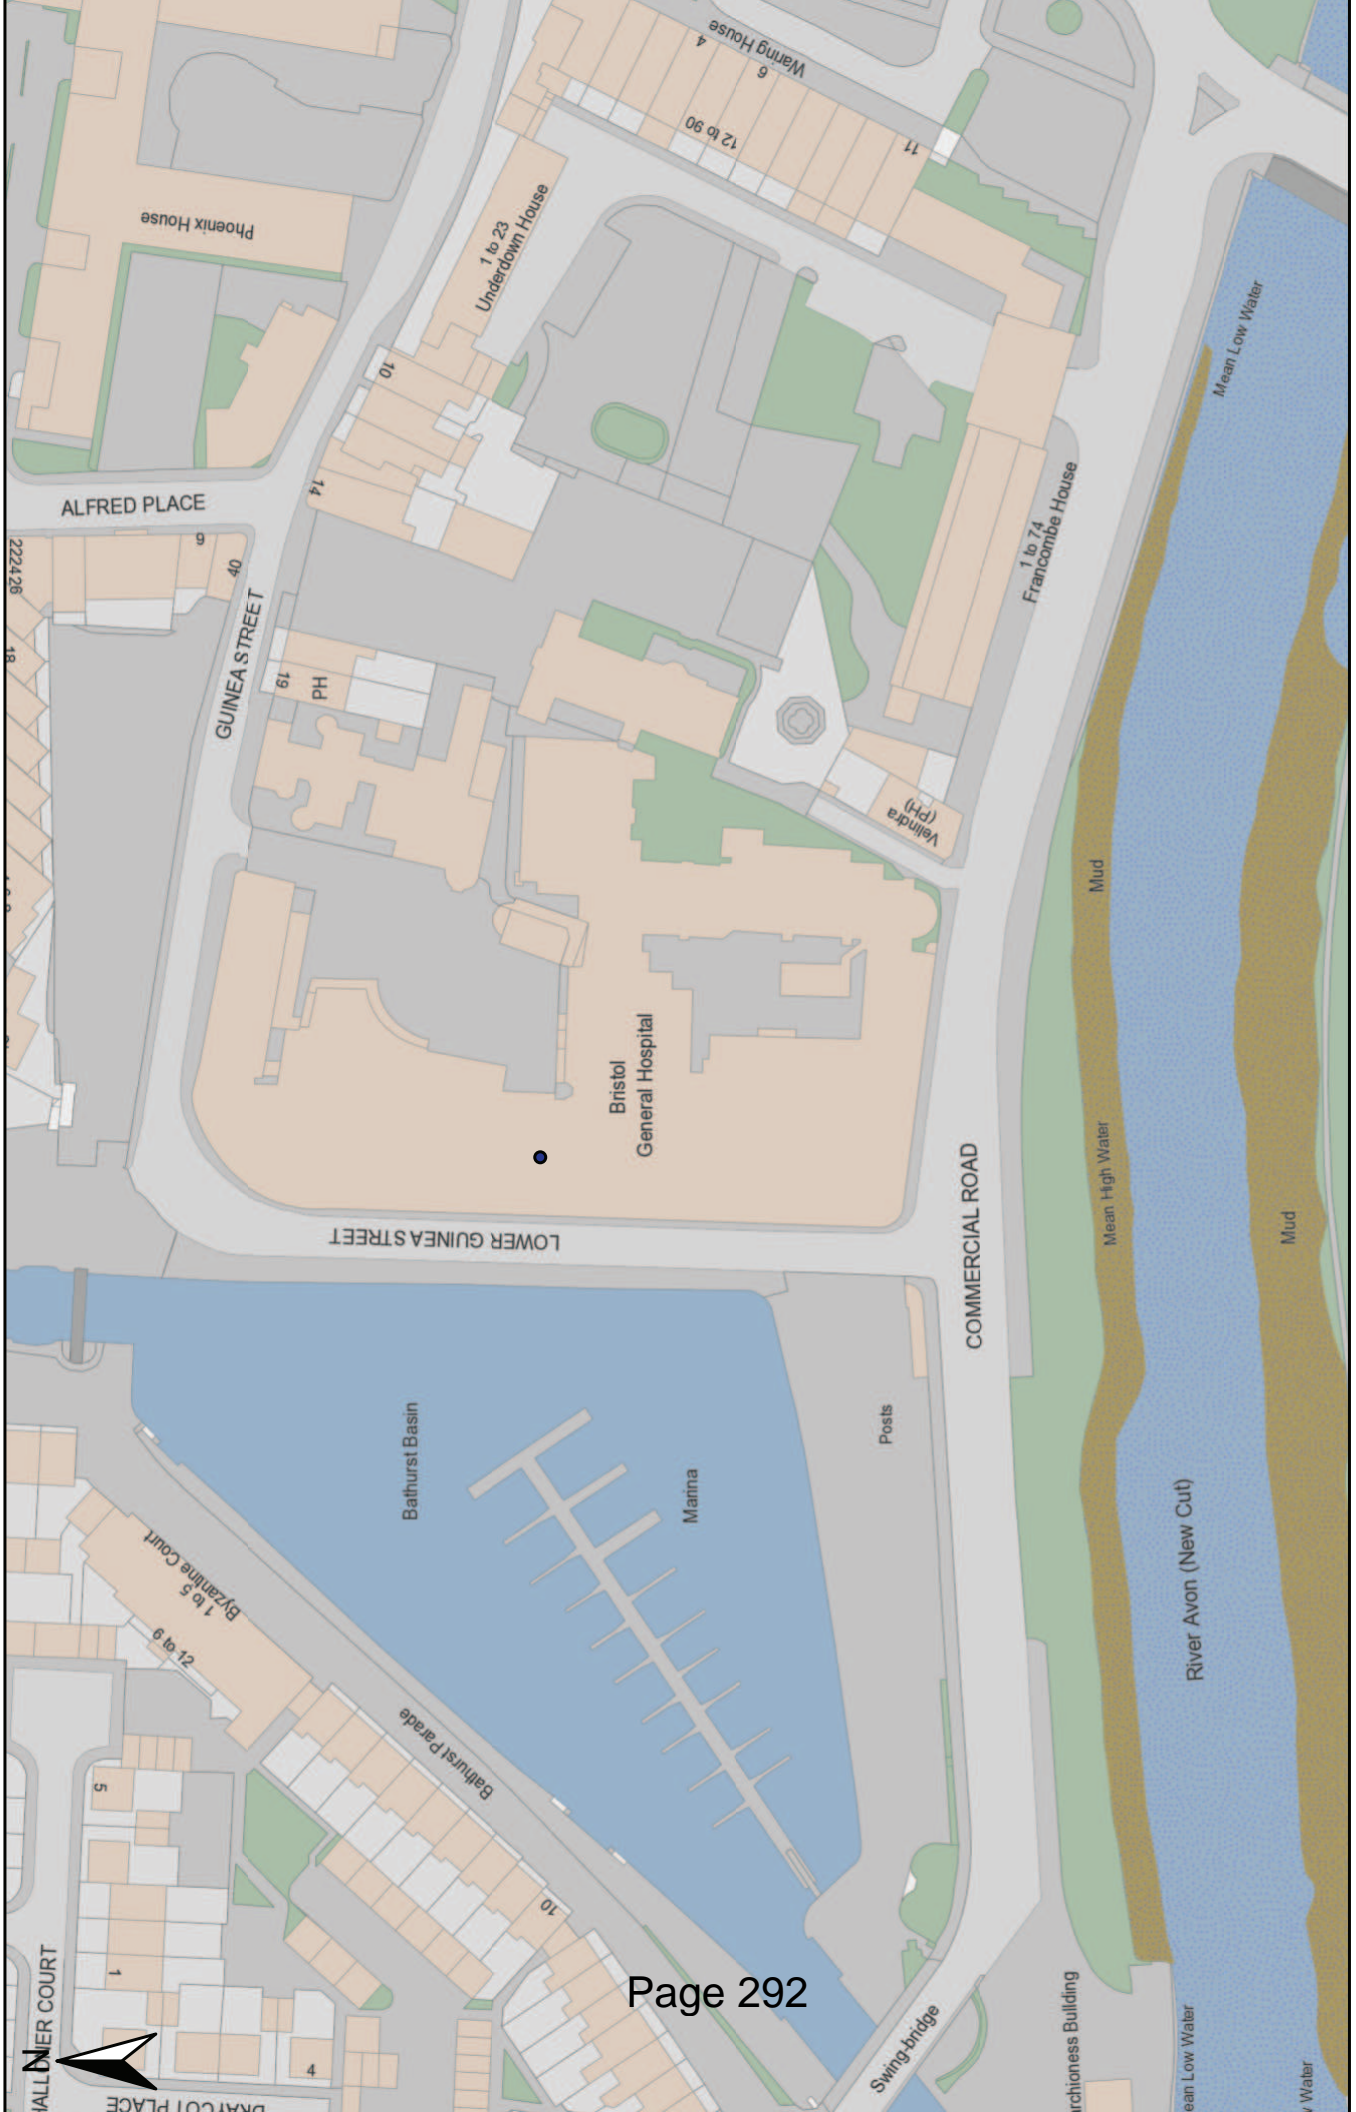 Waring House
4
6
12 to 90
11
Phoenix House
1 to 23
Underdown House
10
14
ALFRED PLACE
9
40
222426
18
GUINEA STREET
19
PH
Mean Low Water
1 to 74
Francombe House
Velindra
(PH)
Mud
Bristol
General Hospital
LOWER GUINEA STREET
COMMERCIAL ROAD
Mean High Water
Mud
Bathurst Basin
Marina
Posts
River Avon (New Cut)
Byzantine Court
1 to 5
6 to 12
Bathurst Parade
5
10
1
4
Page 292
Swing-bridge
N